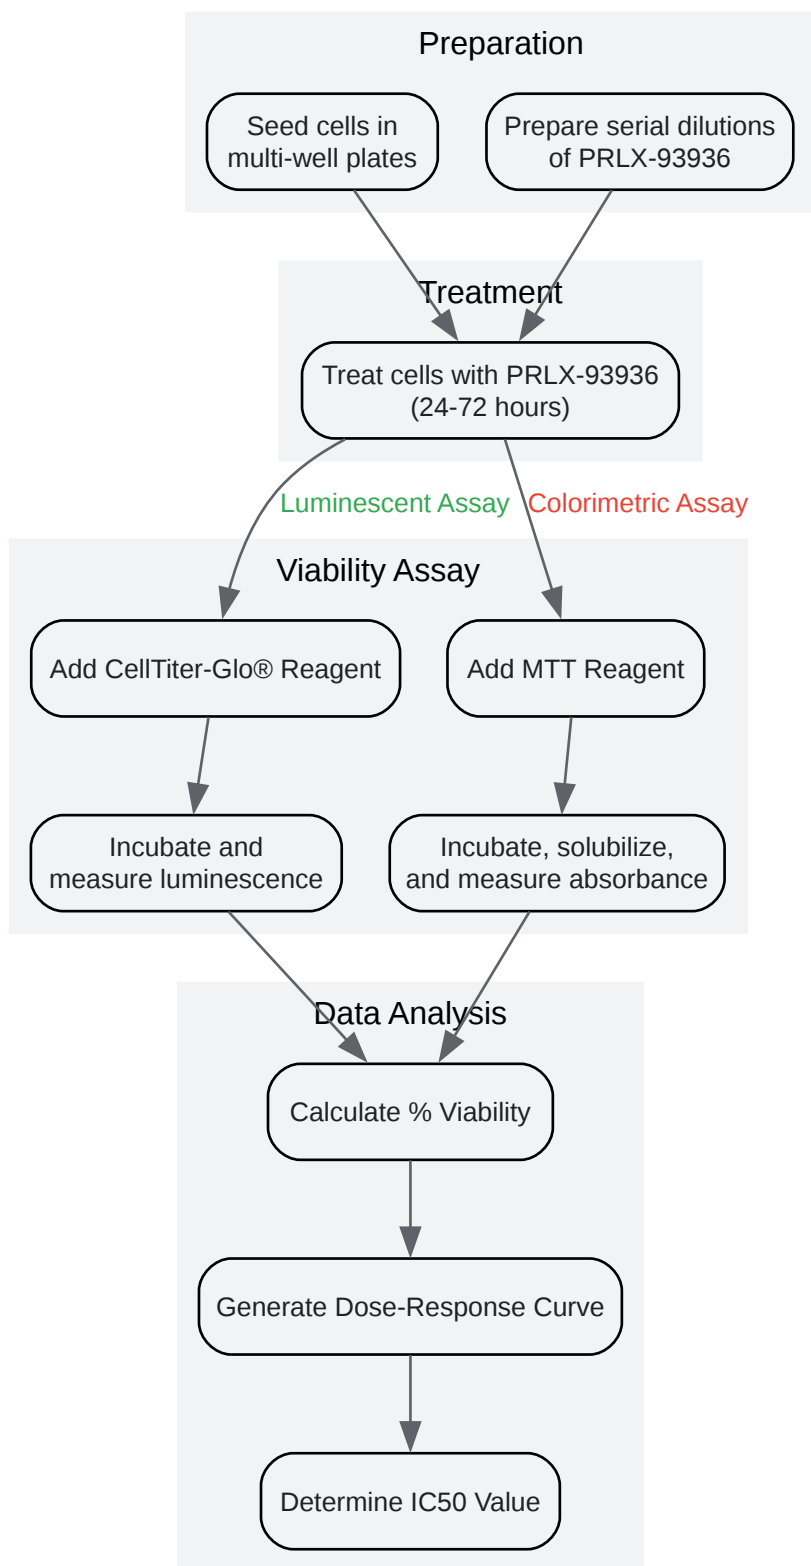 Preparation
Seed cells in
multi-well plates
Prepare serial dilutions
of PRLX-93936
Treatment
Treat cells with PRLX-93936
(24-72 hours)
Luminescent Assay
Colorimetric Assay
Viability Assay
Add CellTiter-Glo® Reagent
Add MTT Reagent
Incubate and
measure luminescence
Incubate, solubilize,
and measure absorbance
Data Analysis
Calculate % Viability
Generate Dose-Response Curve
Determine IC50 Value